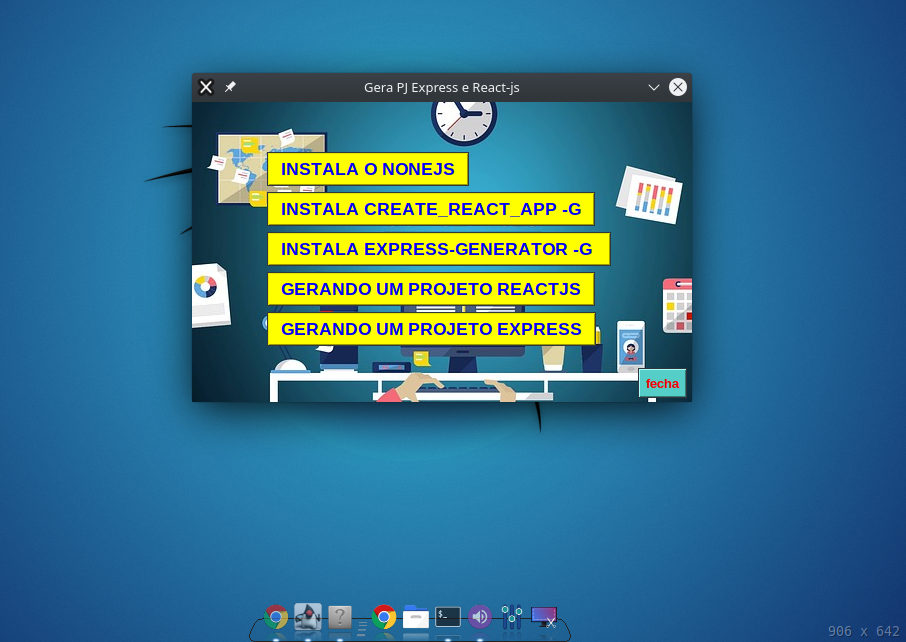 Gera PJ Express e React-js
INSTALA O NONEJS
INSTALA CREATE_REACT_APP -G
INSTALA EXPRESS-GENERATOR -G
GERANDO UM PROJETO REACTJS
GERANDO UM PROJETO EXPRESS
fecha
$_
906 x 642